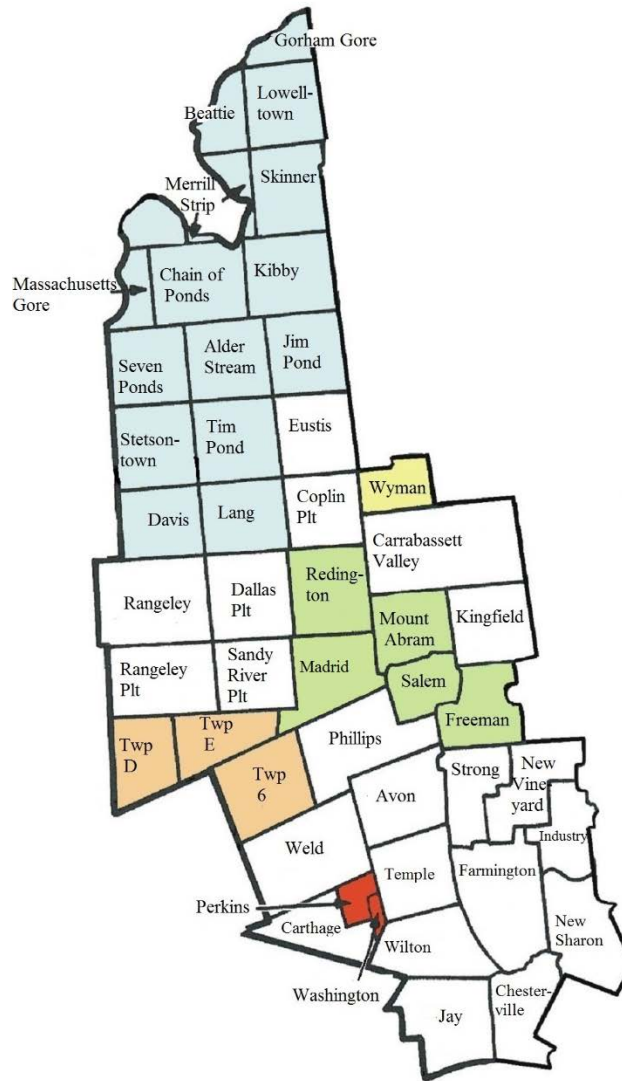 Gorham Gore
Lowell-
town
Beattie
Skinner
Merrill
Strip
Massachusetts
Gore
Chain of
Ponds
Kibby
Seven
Ponds
Alder
Stream
Jim
Pond
Stetson-
town
Tim
Pond
Eustis
Davis
Lang
Coplin
Plt
Wyman
Carrabassett
Valley
Rangeley
Dallas
Plt
Reding-
ton
Mount
Abram
Kingfield
Rangeley
Plt
Sandy
River
Plt
Madrid
Salem
Freeman
Twp
D
Twp
E
Twp
6
Phillips
Strong
New
Vine-
yard
Avon
Industry
Weld
Temple
Farmington
Perkins
Carthage
Wilton
New
Sharon
Washington
Jay
Chester-
ville